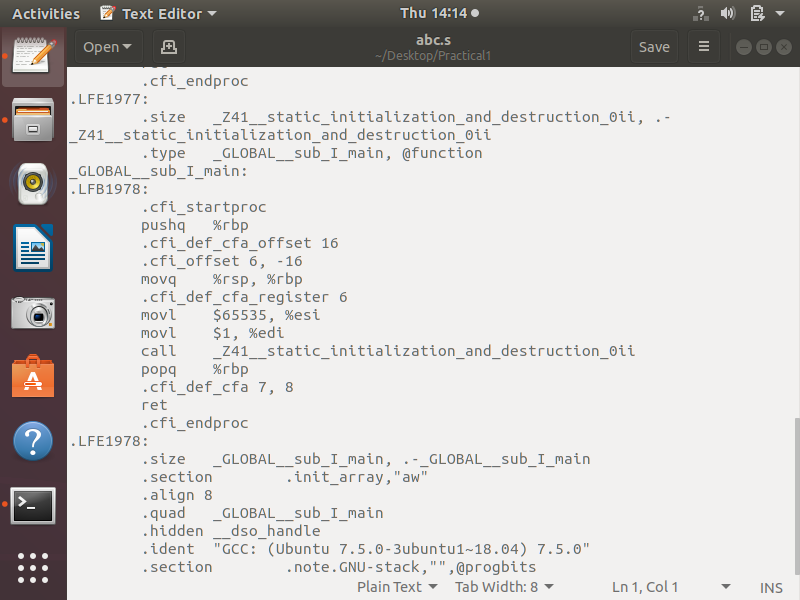 Activities Text Editor Thu 14:14
Open abc.s Save
~/Desktop/Practical1
.cfi_endproc
.LFE1977:
.size _Z41__static_initialization_and_destruction_0ii, .-
_Z41__static_initialization_and_destruction_0ii
.type _GLOBAL__sub_I_main, @function
_GLOBAL__sub_I_main:
.LFB1978:
.cfi_startproc
pushq %rbp
.cfi_def_cfa_offset 16
.cfi_offset 6, -16
movq %rsp, %rbp
.cfi_def_cfa_register 6
movl $65535, %esi
movl $1, %edi
call _Z41__static_initialization_and_destruction_0ii
popq %rbp
.cfi_def_cfa 7, 8
ret
.cfi_endproc
.LFE1978:
.size _GLOBAL__sub_I_main, .-_GLOBAL__sub_I_main
.section .init_array,"aw"
.align 8
.quad _GLOBAL__sub_I_main
.hidden __dso_handle
.ident "GCC: (Ubuntu 7.5.0-3ubuntu1~18.04) 7.5.0"
.section .note.GNU-stack,"",@progbits
Plain Text Tab Width: 8 Ln 1, Col 1 INS